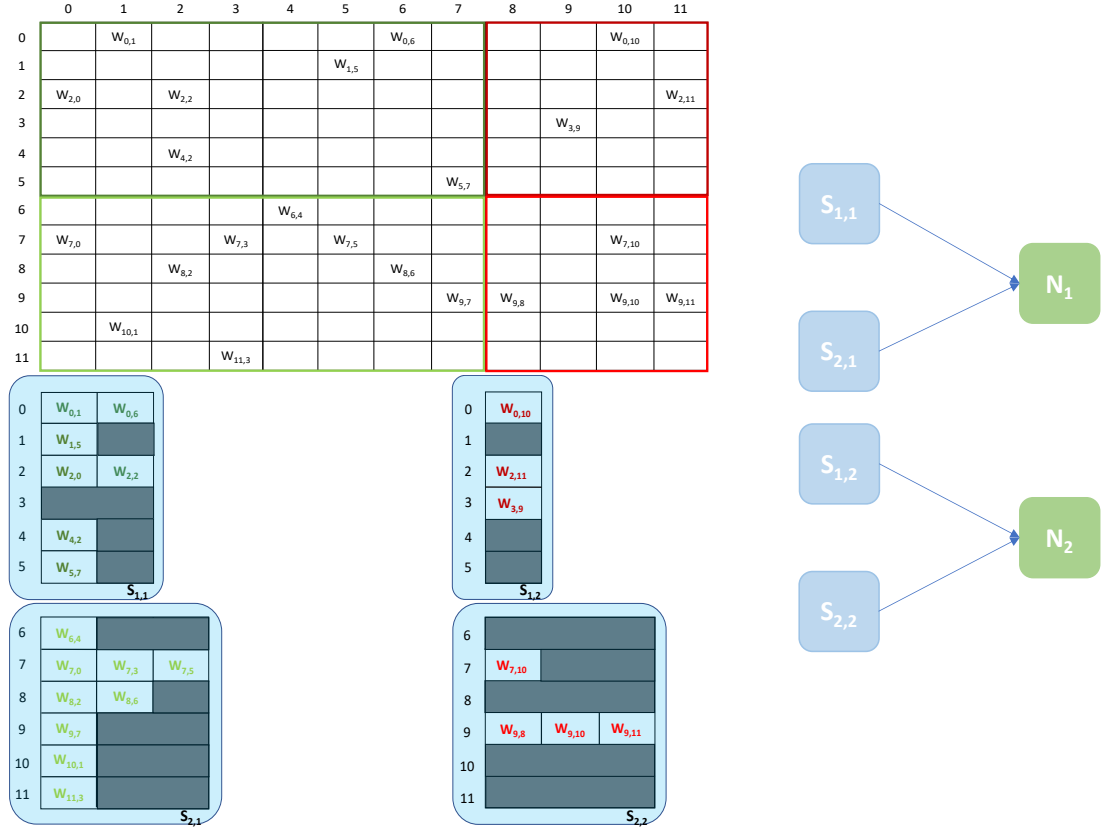 0 1 2 3 4 5 6 7 8 9 10 11
0 W0,1 W0,6 W0,10
1 W1,5
2 W2,0 W2,2 W2,11
3 W3,9
4 W4,2
5 W5,7
6 W6,4
7 W7,0 W7,3 W7,5 W7,10
8 W8,2 W8,6
9 W9,7 W9,8 W9,10 W9,11
10 W10,1
11 W11,3
0 W0,1 W0,6
1 W1,5
2 W2,0 W2,2
3
4 W4,2
5 W5,7
S1,1
0 W0,10
1
2 W2,11
3 W3,9
4
5
S1,2
6 W6,4
7 W7,0 W7,3 W7,5
8 W8,2 W8,6
9 W9,7
10 W10,1
11 W11,3
S2,1
6
7 W7,10
8
9 W9,8 W9,10 W9,11
10
11
S2,2
S1,1
N1
S2,1
S1,2
N2
S2,2